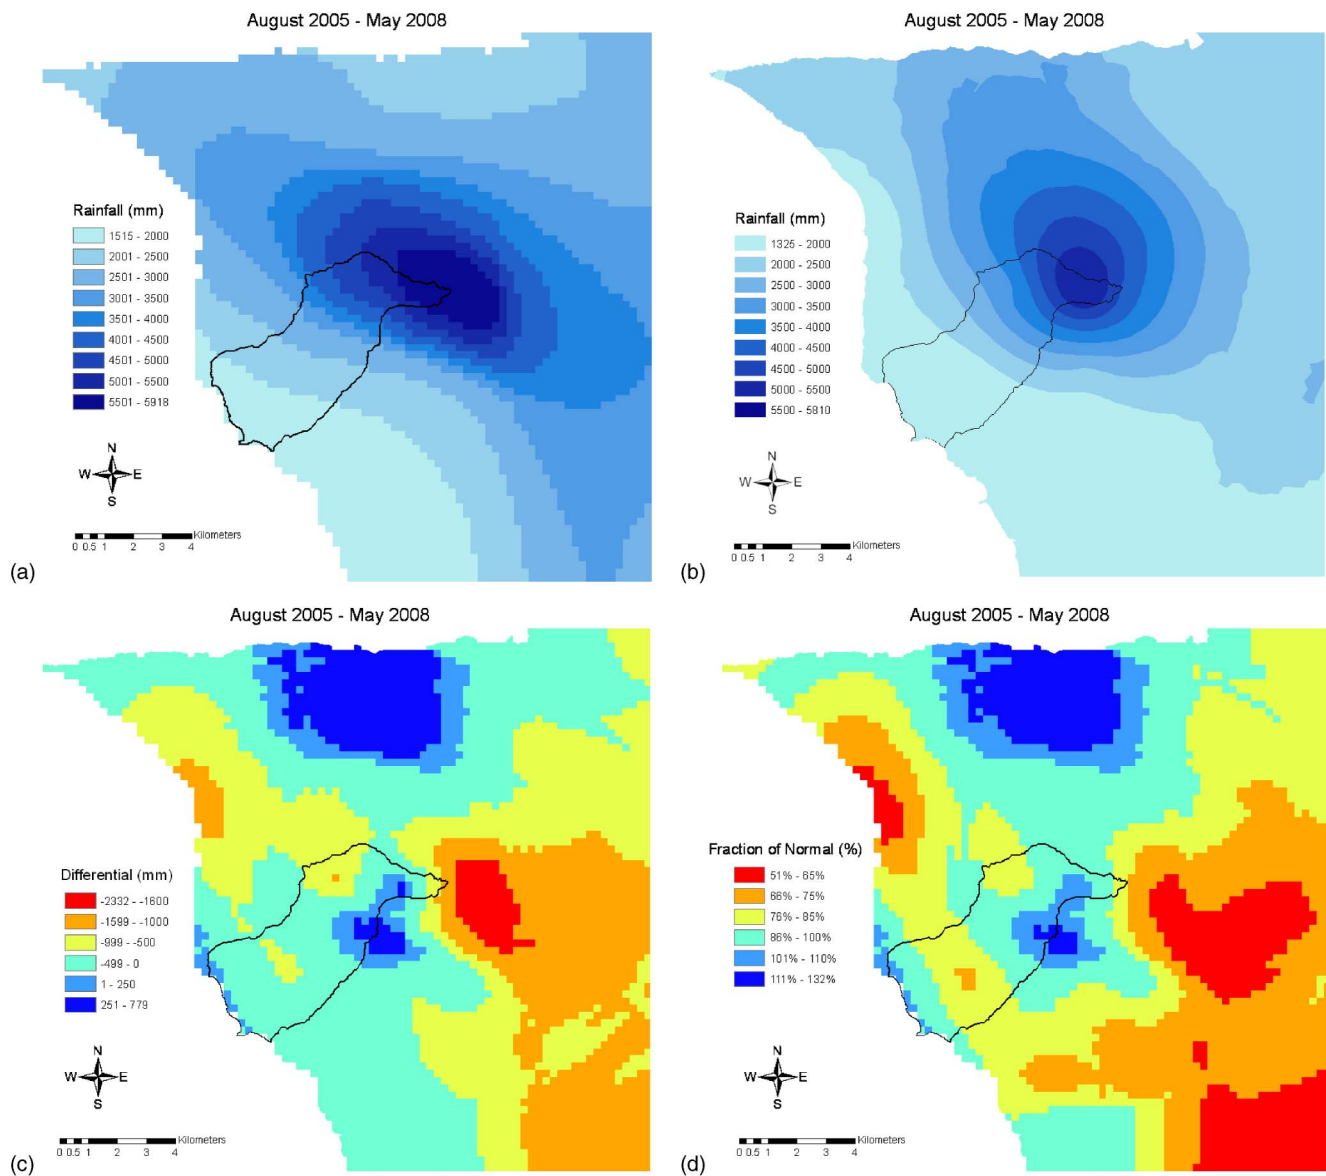 August 2005 - May 2008
Rainfall (mm)
1515 - 2000
2001 - 2500
2501 - 3000
3001 - 3500
3501 - 4000
4001 - 4500
4501 - 5000
5001 - 5500
5501 - 5918
N
W E
S
Kilometers
0 0.5 1 2 3 4
(a)
August 2005 - May 2008
Rainfall (mm)
1325 - 2000
2000 - 2500
2500 - 3000
3000 - 3500
3500 - 4000
4000 - 4500
4500 - 5000
5000 - 5500
5500 - 5810
N
W E
S
Kilometers
0 0.5 1 2 3 4
(b)
August 2005 - May 2008
Differential (mm)
-2332 - -1600
-1599 - -1000
-999 - -500
-499 - 0
1 - 250
251 - 779
N
W E
S
Kilometers
0 0.5 1 2 3 4
(c)
August 2005 - May 2008
Fraction of Normal (%)
51% - 65%
66% - 75%
76% - 85%
86% - 100%
101% - 110%
111% - 132%
N
W E
S
Kilometers
0 0.5 1 2 3 4
(d)